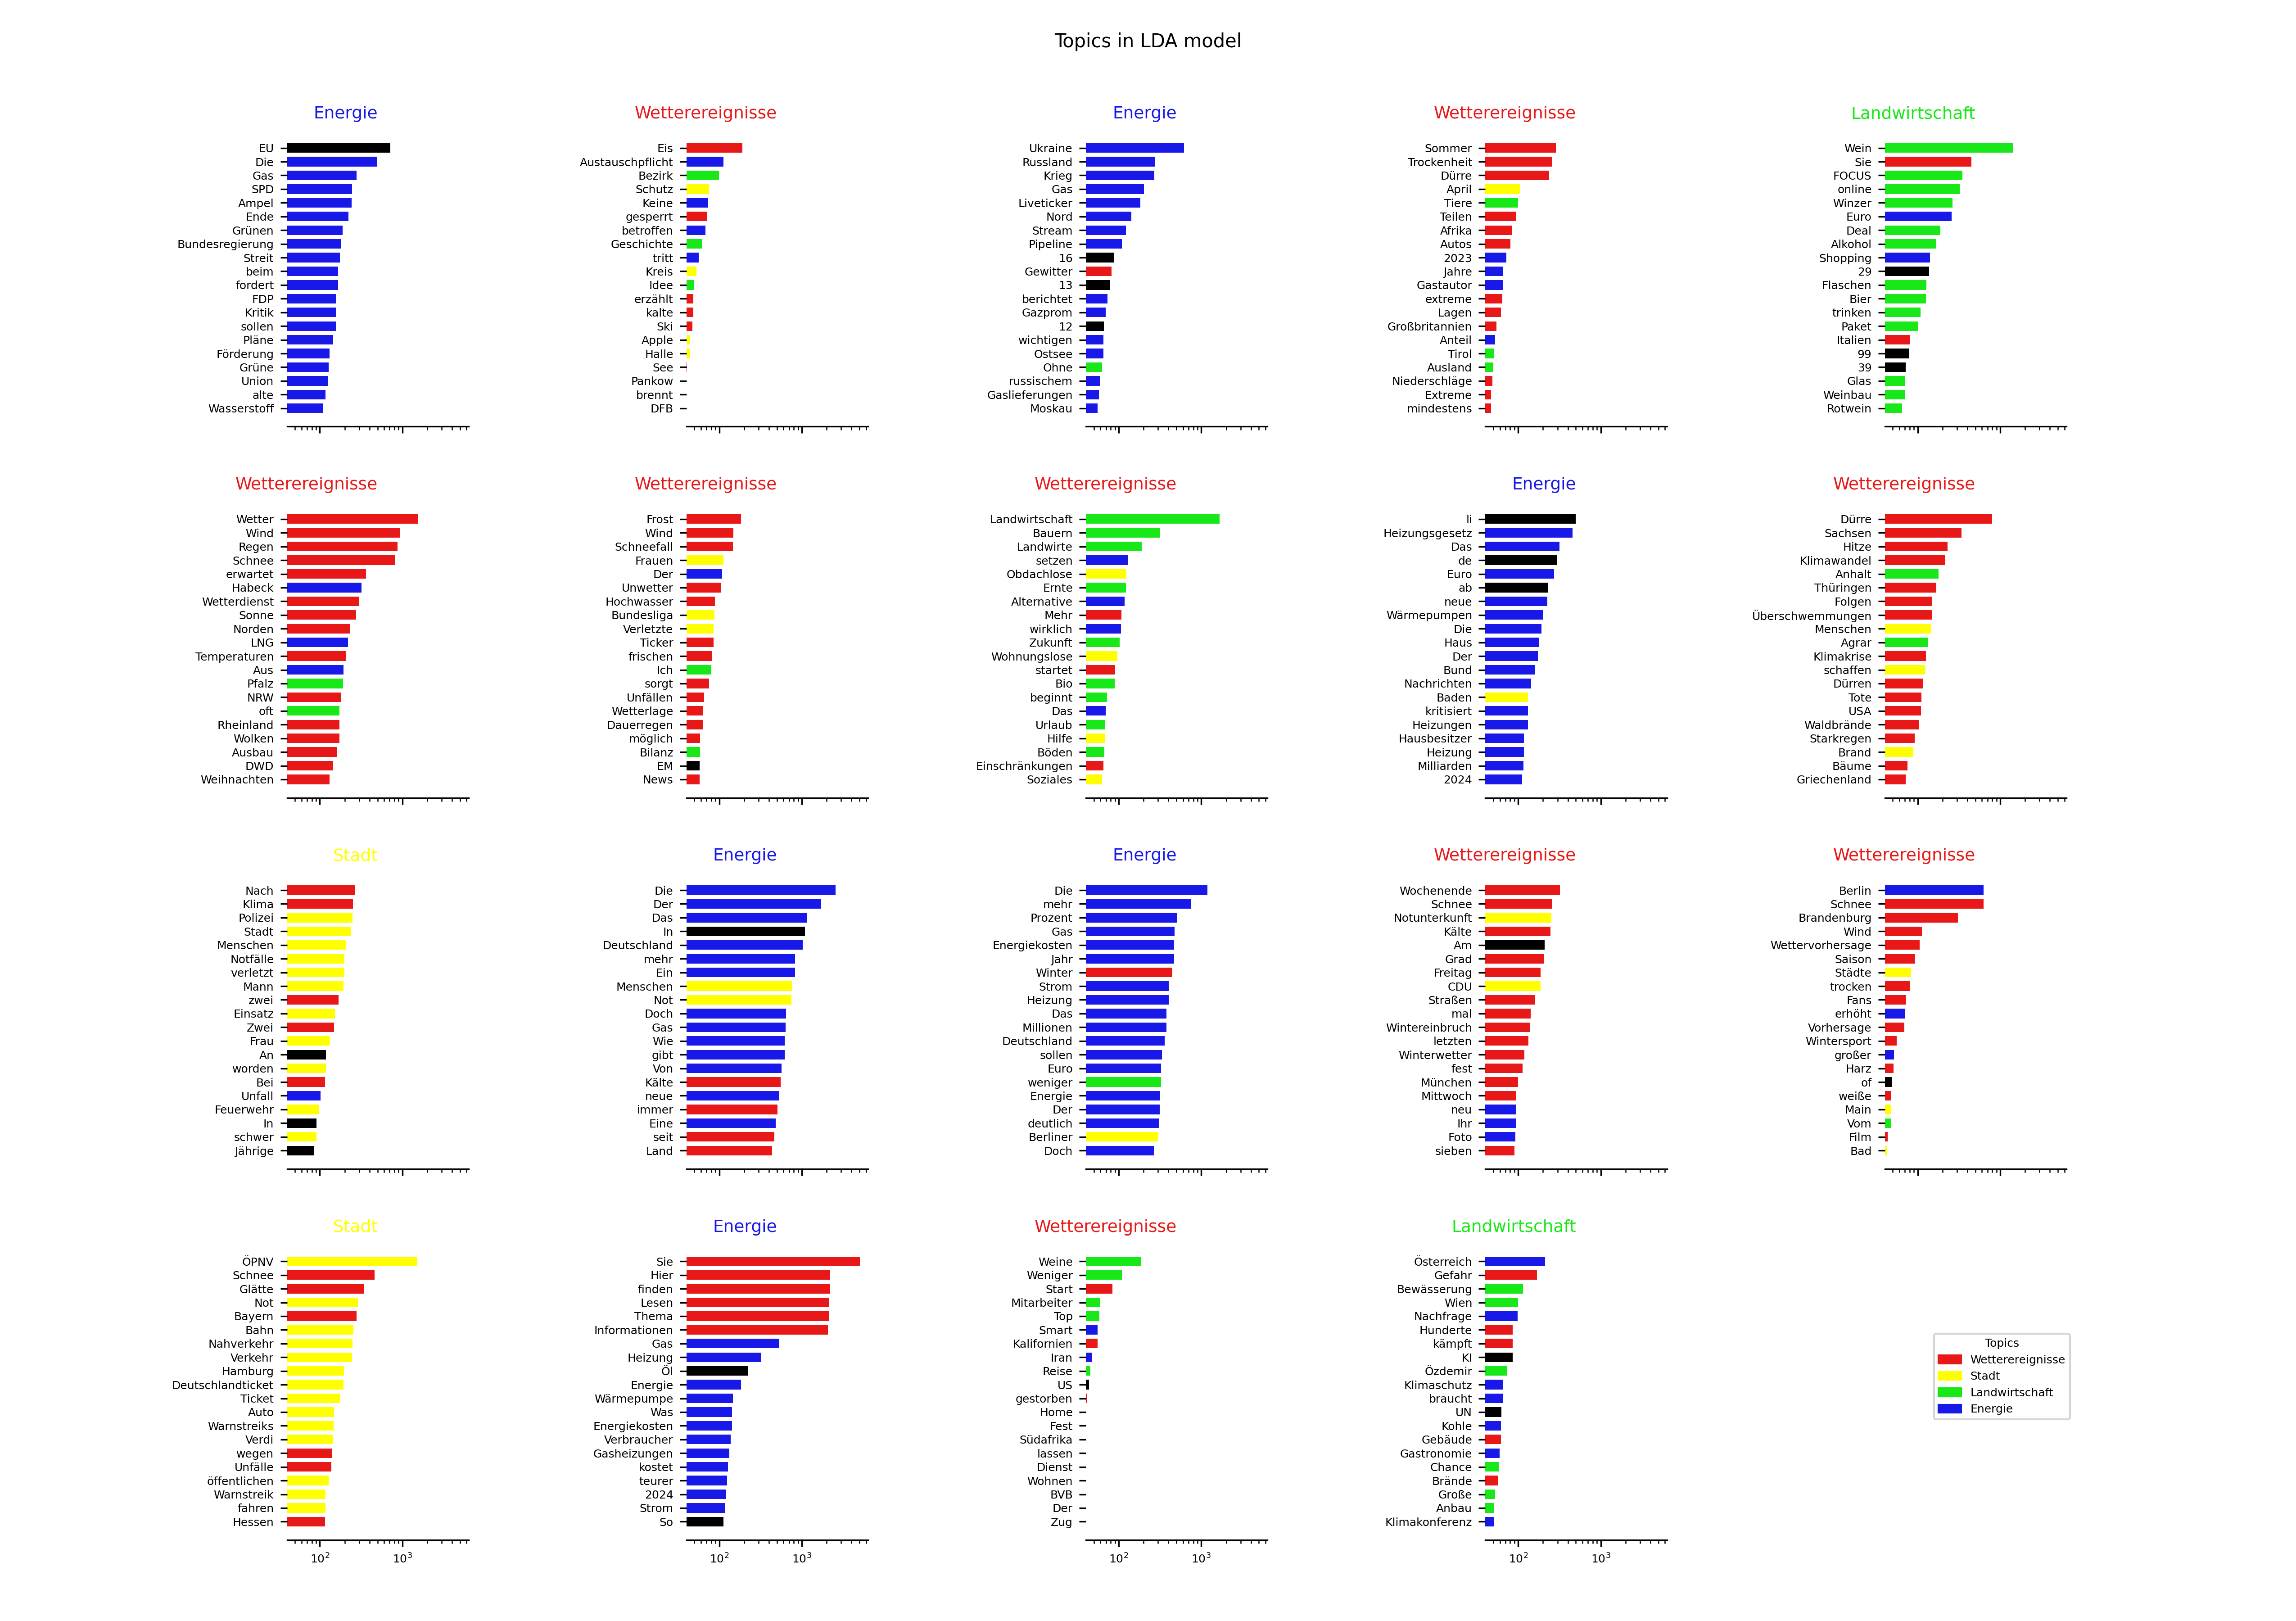 Topics in LDA model
Energie
EU
Die
Gas
SPD
Ampel
Ende
Grünen
Bundesregierung
Streit
beim
fordert
FDP
Kritik
sollen
Pläne
Förderung
Grüne
Union
alte
Wasserstoff
Wetterereignisse
Eis
Austauschpflicht
Bezirk
Schutz
Keine
gesperrt
betroffen
Geschichte
tritt
Kreis
Idee
erzählt
kalte
Ski
Apple
Halle
See
Pankow
brennt
DFB
Energie
Ukraine
Russland
Krieg
Gas
Liveticker
Nord
Stream
Pipeline
16
Gewitter
13
berichtet
Gazprom
12
wichtigen
Ostsee
Ohne
russischem
Gaslieferungen
Moskau
Wetterereignisse
Sommer
Trockenheit
Dürre
April
Tiere
Teilen
Afrika
Autos
2023
Jahre
Gastautor
extreme
Lagen
Großbritannien
Anteil
Tirol
Ausland
Niederschläge
Extreme
mindestens
Landwirtschaft
Wein
Sie
FOCUS
online
Winzer
Euro
Deal
Alkohol
Shopping
29
Flaschen
Bier
trinken
Paket
Italien
99
39
Glas
Weinbau
Rotwein
Wetterereignisse
Wetter
Wind
Regen
Schnee
erwartet
Habeck
Wetterdienst
Sonne
Norden
LNG
Temperaturen
Aus
Pfalz
NRW
oft
Rheinland
Wolken
Ausbau
DWD
Weihnachten
Wetterereignisse
Frost
Wind
Schneefall
Frauen
Der
Unwetter
Hochwasser
Bundesliga
Verletzte
Ticker
frischen
Ich
sorgt
Unfällen
Wetterlage
Dauerregen
möglich
Bilanz
EM
News
Wetterereignisse
Landwirtschaft
Bauern
Landwirte
setzen
Obdachlose
Ernte
Alternative
Mehr
wirklich
Zukunft
Wohnungslose
startet
Bio
beginnt
Das
Urlaub
Hilfe
Böden
Einschränkungen
Soziales
Energie
li
Heizungsgesetz
Das
de
Euro
ab
neue
Wärmepumpen
Die
Haus
Der
Bund
Nachrichten
Baden
kritisiert
Heizungen
Hausbesitzer
Heizung
Milliarden
2024
Wetterereignisse
Dürre
Sachsen
Hitze
Klimawandel
Anhalt
Thüringen
Folgen
Überschwemmungen
Menschen
Agrar
Klimakrise
schaffen
Dürren
Tote
USA
Waldbrände
Starkregen
Brand
Bäume
Griechenland
Stadt
Nach
Klima
Polizei
Stadt
Menschen
Notfälle
verletzt
Mann
zwei
Einsatz
Zwei
Frau
An
worden
Bei
Unfall
Feuerwehr
In
schwer
Jährige
Energie
Die
Der
Das
In
Deutschland
mehr
Ein
Menschen
Not
Doch
Gas
Wie
gibt
Von
Kälte
neue
immer
Eine
seit
Land
Energie
Die
mehr
Prozent
Gas
Energiekosten
Jahr
Winter
Strom
Heizung
Das
Millionen
Deutschland
sollen
Euro
weniger
Energie
Der
deutlich
Berliner
Doch
Wetterereignisse
Wochenende
Schnee
Notunterkunft
Kälte
Am
Grad
Freitag
CDU
Straßen
mal
Wintereinbruch
letzten
Winterwetter
fest
München
Mittwoch
neu
Ihr
Foto
sieben
Wetterereignisse
Berlin
Schnee
Brandenburg
Wind
Wettervorhersage
Saison
Städte
trocken
Fans
erhöht
Vorhersage
Wintersport
großer
Harz
of
weiße
Main
Vom
Film
Bad
Stadt
ÖPNV
Schnee
Glätte
Not
Bayern
Bahn
Nahverkehr
Verkehr
Hamburg
Deutschlandticket
Ticket
Auto
Warnstreiks
Verdi
wegen
Unfälle
öffentlichen
Warnstreik
fahren
Hessen
10² 10³
Energie
Sie
Hier
finden
Lesen
Thema
Informationen
Gas
Heizung
Öl
Energie
Wärmepumpe
Was
Energiekosten
Verbraucher
Gasheizungen
kostet
teurer
2024
Strom
So
10² 10³
Wetterereignisse
Weine
Weniger
Start
Mitarbeiter
Top
Smart
Kalifornien
Iran
Reise
US
gestorben
Home
Fest
Südafrika
lassen
Dienst
Wohnen
BVB
Der
Zug
10² 10³
Landwirtschaft
Österreich
Gefahr
Bewässerung
Wien
Nachfrage
Hunderte
kämpft
KI
Özdemir
Klimaschutz
braucht
UN
Kohle
Gebäude
Gastronomie
Chance
Brände
Große
Anbau
Klimakonferenz
10² 10³
Topics
Wetterereignisse
Stadt
Landwirtschaft
Energie